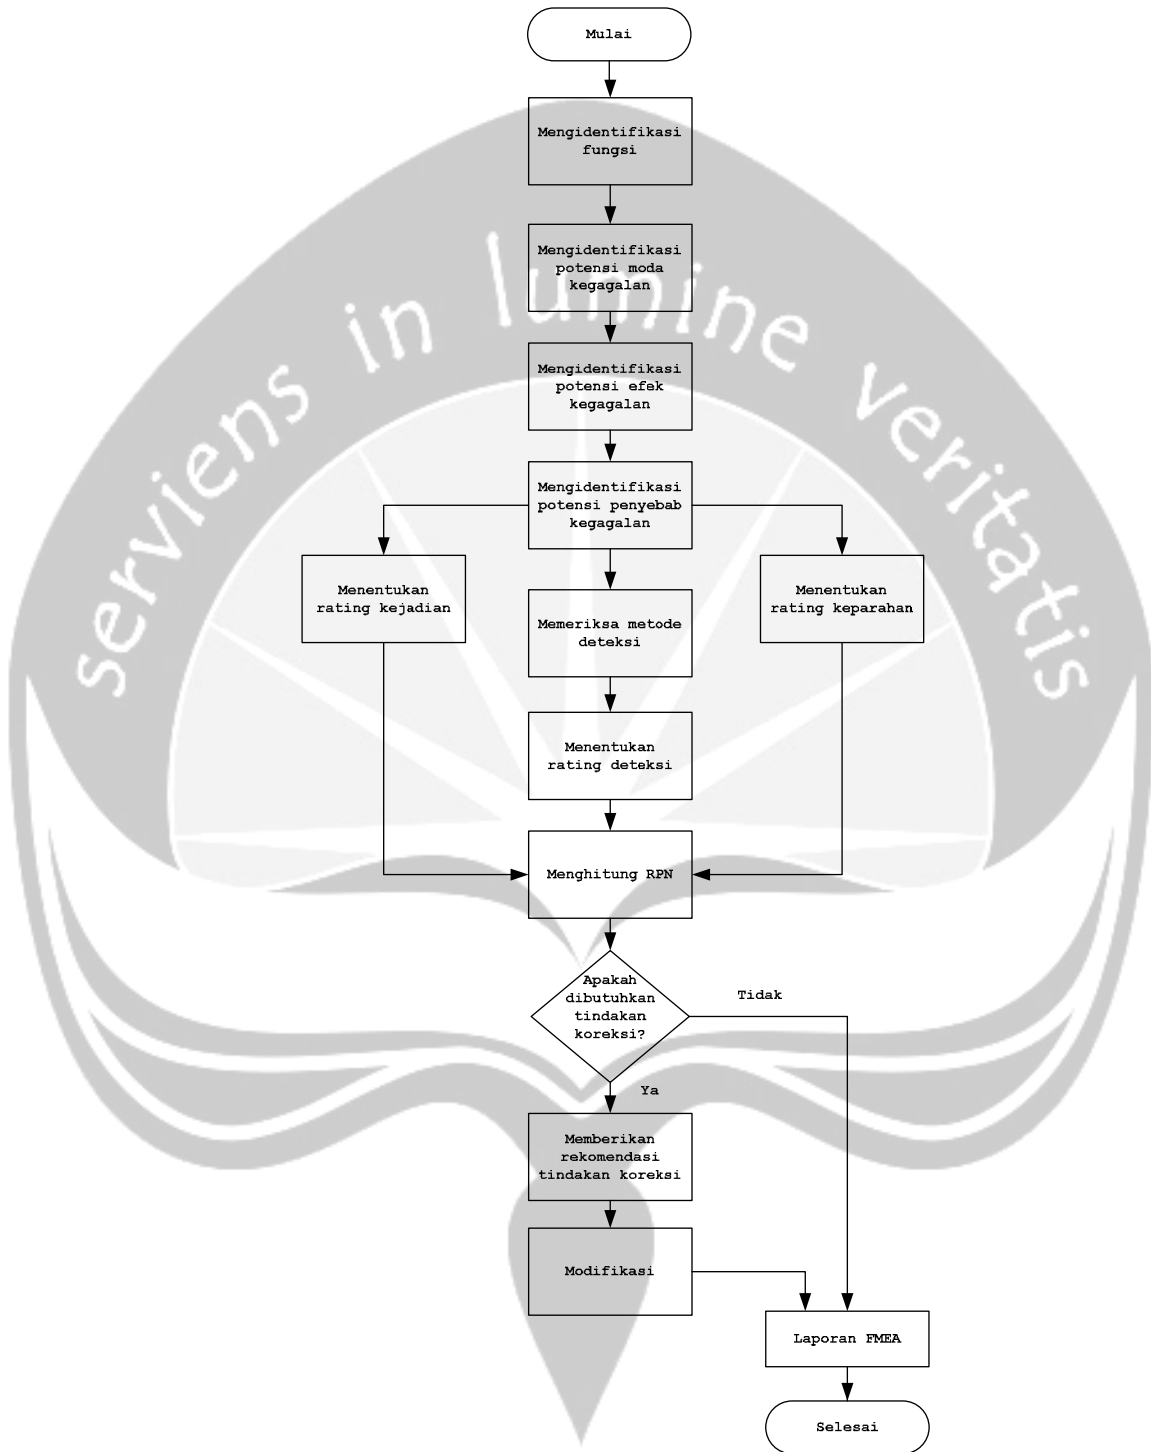 Mulai
Mengidentifikasi
fungsi
Mengidentifikasi
potensi moda
kegagalan
Mengidentifikasi
potensi efek
kegagalan
Mengidentifikasi
potensi penyebab
kegagalan
Menentukan
rating kejadian
Memeriksa metode
deteksi
Menentukan
rating keparahan
Menentukan
rating deteksi
Menghitung RPN
Apakah
dibutuhkan
tindakan
koreksi?
Tidak
Ya
Memberikan
rekomendasi
tindakan koreksi
Modifikasi
Laporan FMEA
Selesai
serviens in lumine veritatis